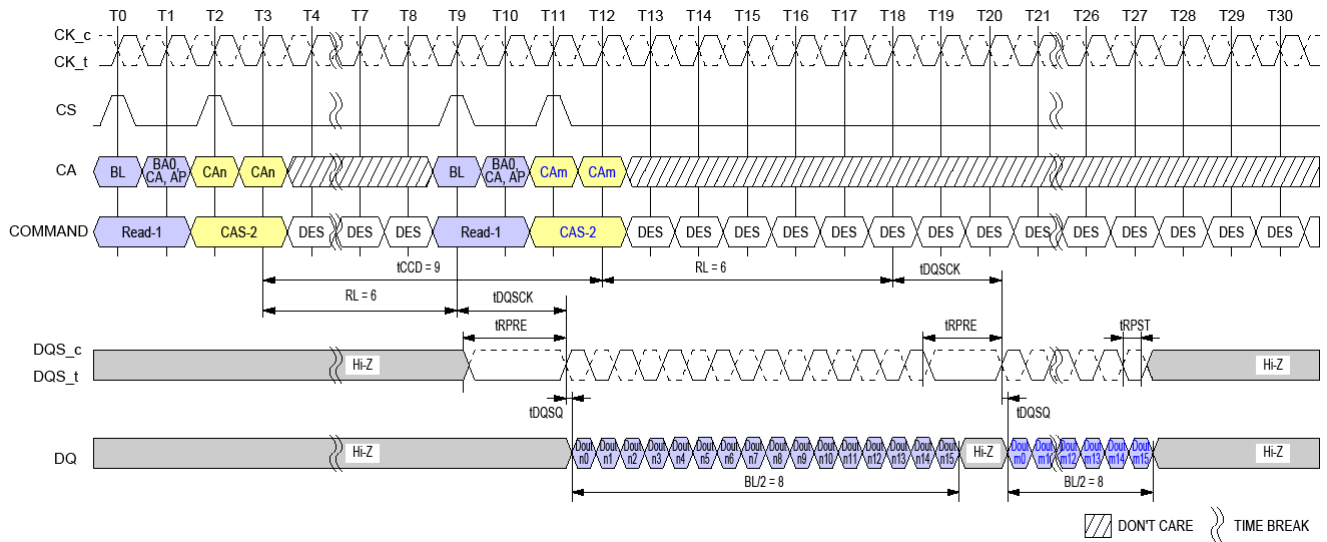 T0 T1 T2 T3 T4 T7 T8 T9 T10 T11 T12 T13 T14 T15 T16 T17 T18 T19 T20 T21 T26 T27 T28 T29 T30
CK_c
CK_t
CS
CA BL BA0, CA, AP CAn CAn BL BA0, CA, AP CAm CAm
COMMAND Read-1 CAS-2 DES DES DES Read-1 CAS-2 DES DES DES DES DES DES DES DES DES DES DES DES DES DES
tCCD = 9 RL = 6 tDQSCK
RL = 6 tDQSCK
tRPRE tRPRE tRPST
DQS_c
DQS_t
Hi-Z Hi-Z
tDQSQ tDQSQ
DQ Hi-Z Dout n0 Dout n1 Dout n2 Dout n3 Dout n4 Dout n5 Dout n6 Dout n7 Dout n8 Dout n9 Dout n10 Dout n11 Dout n12 Dout n13 Dout n14 Dout n15 Hi-Z Dout m0 Dout m1 Dout m12 Dout m13 Dout m14 Dout m15 Hi-Z
BL/2 = 8 BL/2 = 8
DON'T CARE TIME BREAK